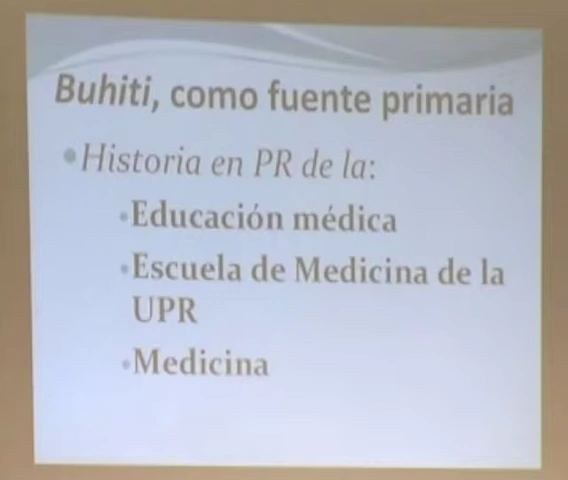 Buhiti, como fuente primaria
•Historia en PR de la:
•Educación médica
•Escuela de Medicina de la
UPR
•Medicina